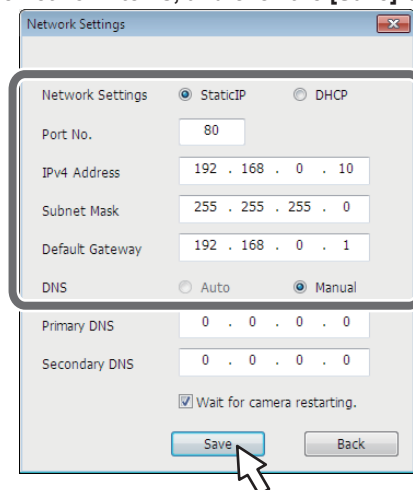 Network Settings
Network Settings StaticIP DHCP
Port No. 80
IPv4 Address 192 . 168 . 0 . 10
Subnet Mask 255 . 255 . 255 . 0
Default Gateway 192 . 168 . 0 . 1
DNS Auto Manual
Primary DNS 0 . 0 . 0 . 0
Secondary DNS 0 . 0 . 0 . 0
Wait for camera restarting.
Save Back